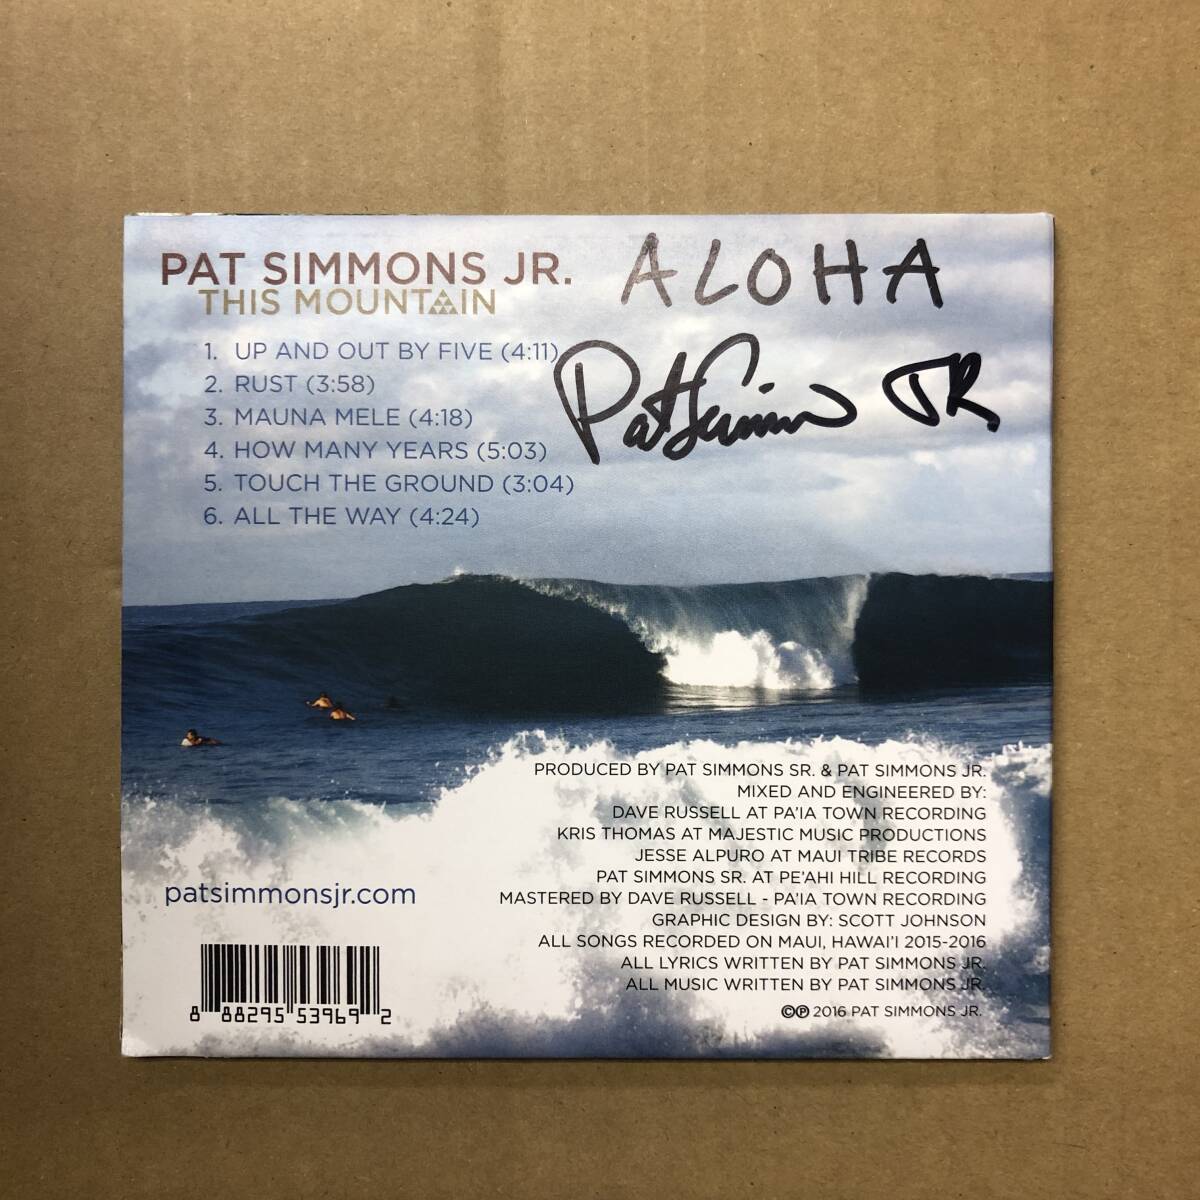 PAT SIMMONS JR.
THIS MOUNTAIN
ALOHA
Pat Simmons JR
1. UP AND OUT BY FIVE (4:11)
2. RUST (3:58)
3. MAUNA MELE (4:18)
4. HOW MANY YEARS (5:03)
5. TOUCH THE GROUND (3:04)
6. ALL THE WAY (4:24)
PRODUCED BY PAT SIMMONS SR. & PAT SIMMONS JR.
MIXED AND ENGINEERED BY:
DAVE RUSSELL AT PA'IA TOWN RECORDING
KRIS THOMAS AT MAJESTIC MUSIC PRODUCTIONS
JESSE ALPURO AT MAUI TRIBE RECORDS
PAT SIMMONS SR. AT PE'AHI HILL RECORDING
MASTERED BY DAVE RUSSELL - PA'IA TOWN RECORDING
GRAPHIC DESIGN BY: SCOTT JOHNSON
ALL SONGS RECORDED ON MAUI, HAWAI'I 2015-2016
ALL LYRICS WRITTEN BY PAT SIMMONS JR.
ALL MUSIC WRITTEN BY PAT SIMMONS JR.
©℗ 2016 PAT SIMMONS JR.
patsimmonsjr.com
8 88295 53969 2